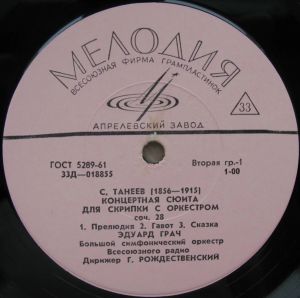 МЕЛОДИЯ
ВСЕСОЮЗНАЯ ФИРМА ГРАМПЛАСТИНОК
33
АПРЕЛЕВСКИЙ ЗАВОД
ГОСТ 5289-61
Вторая гр.-1
33Д—018855
1-00
С. ТАНЕЕВ (1856—1915)
КОНЦЕРТНАЯ СЮИТА
ДЛЯ СКРИПКИ С ОРКЕСТРОМ
соч. 28
1. Прелюдия 2. Гавот 3. Сказка
ЭДУАРД ГРАЧ
Большой симфонический оркестр
Всесоюзного радио
Дирижер Г. РОЖДЕСТВЕНСКИЙ